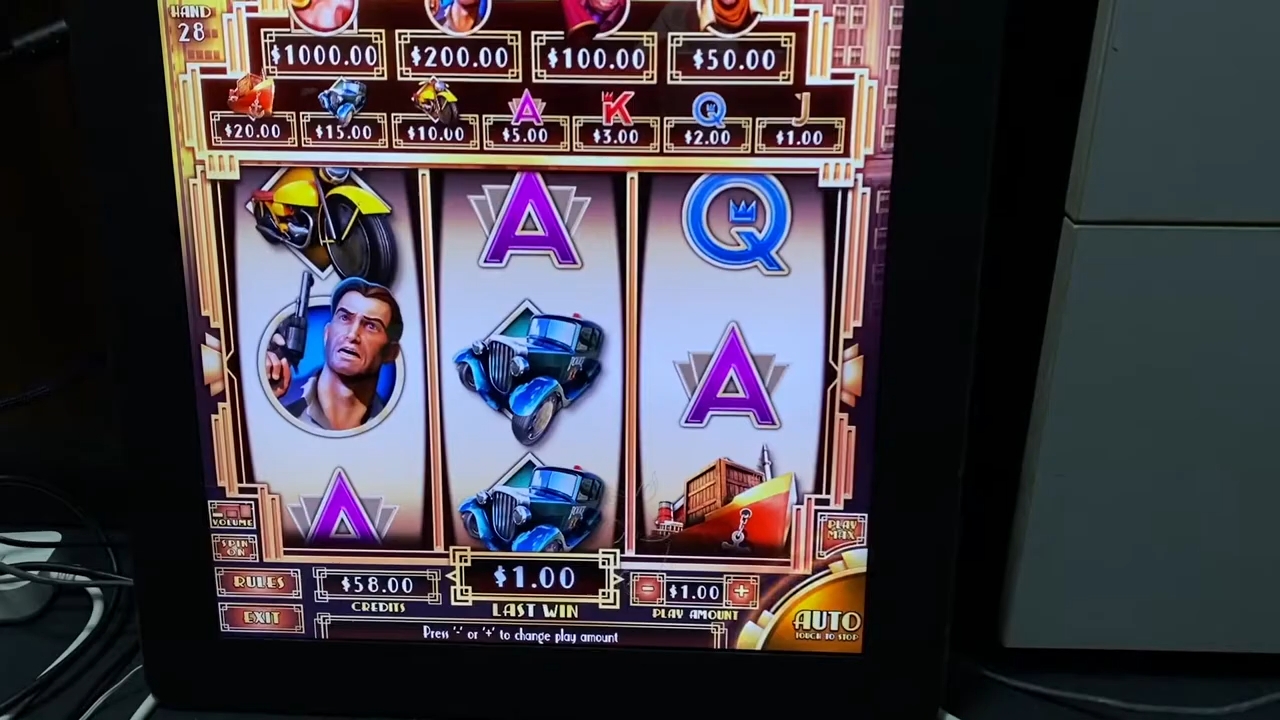 HAND
28
$1000.00 $200.00 $100.00 $50.00
A K Q J
$20.00 $15.00 $10.00 $5.00 $3.00 $2.00 $1.00
A Q
POLICE
A
A
VOLUME
SPIN
ON
PLAY
MAX
RULES
EXIT
$58.00
CREDITS
$1.00
LAST WIN
- $1.00 +
PLAY AMOUNT
AUTO
TOUCH TO STOP
Press '-' or '+' to change play amount